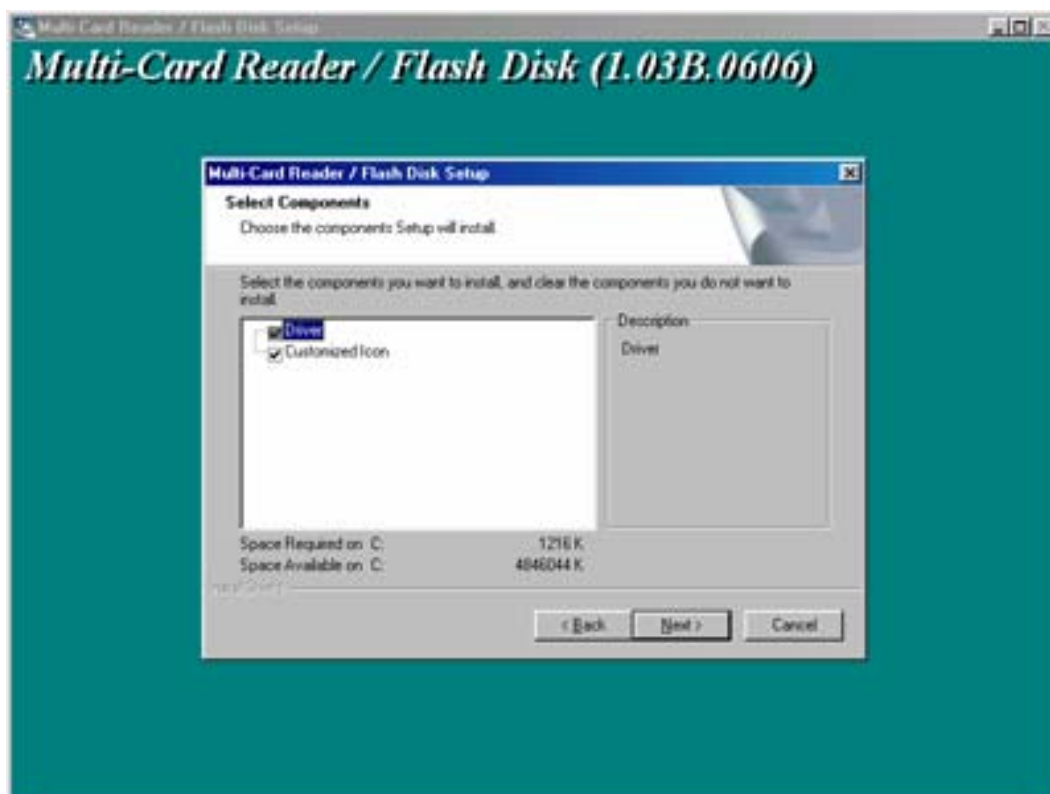 Multi-Card Reader / Flash Disk Setup
Multi-Card Reader / Flash Disk (1.03B.0606)
Multi-Card Reader / Flash Disk Setup
Select Components
Choose the components Setup will install.
Select the components you want to install, and clear the components you do not want to
install.
Driver
Customized Icon
Description
Driver
Space Required on C: 1216 K
Space Available on C: 4846044 K
< Back Next > Cancel